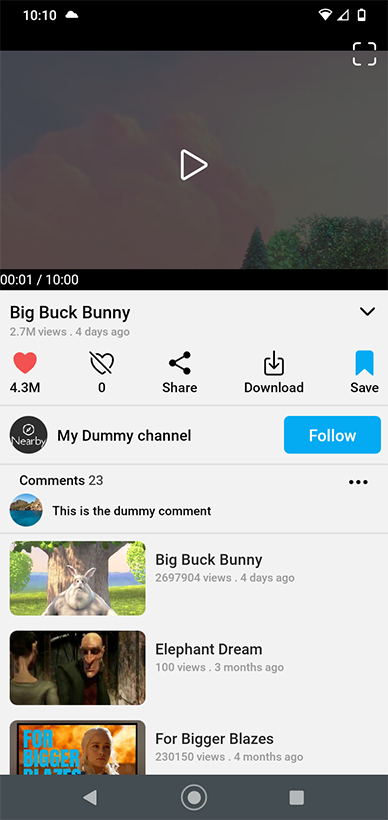 10:10
00:01 / 10:00
Big Buck Bunny
2.7M views . 4 days ago
4.3M 0 Share Download Save
Nearby My Dummy channel Follow
Comments 23
This is the dummy comment
Big Buck Bunny
2697904 views . 4 days ago
Elephant Dream
100 views . 3 months ago
FOR
BIGGER
BLAZES
For Bigger Blazes
230150 views . 4 months ago